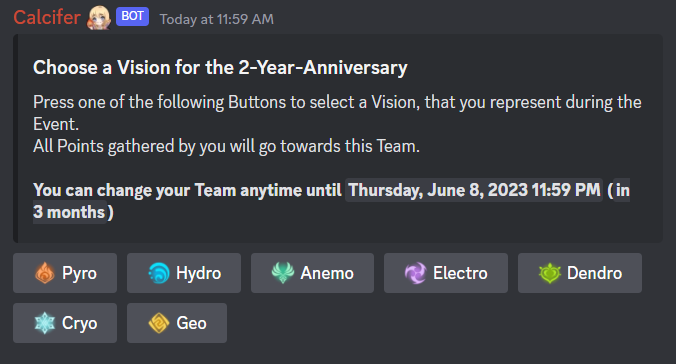 Calcifer BOT Today at 11:59 AM
Choose a Vision for the 2-Year-Anniversary
Press one of the following Buttons to select a Vision, that you represent during the
Event.
All Points gathered by you will go towards this Team.
You can change your Team anytime until Thursday, June 8, 2023 11:59 PM (in
3 months)
Pyro Hydro Anemo Electro Dendro
Cryo Geo